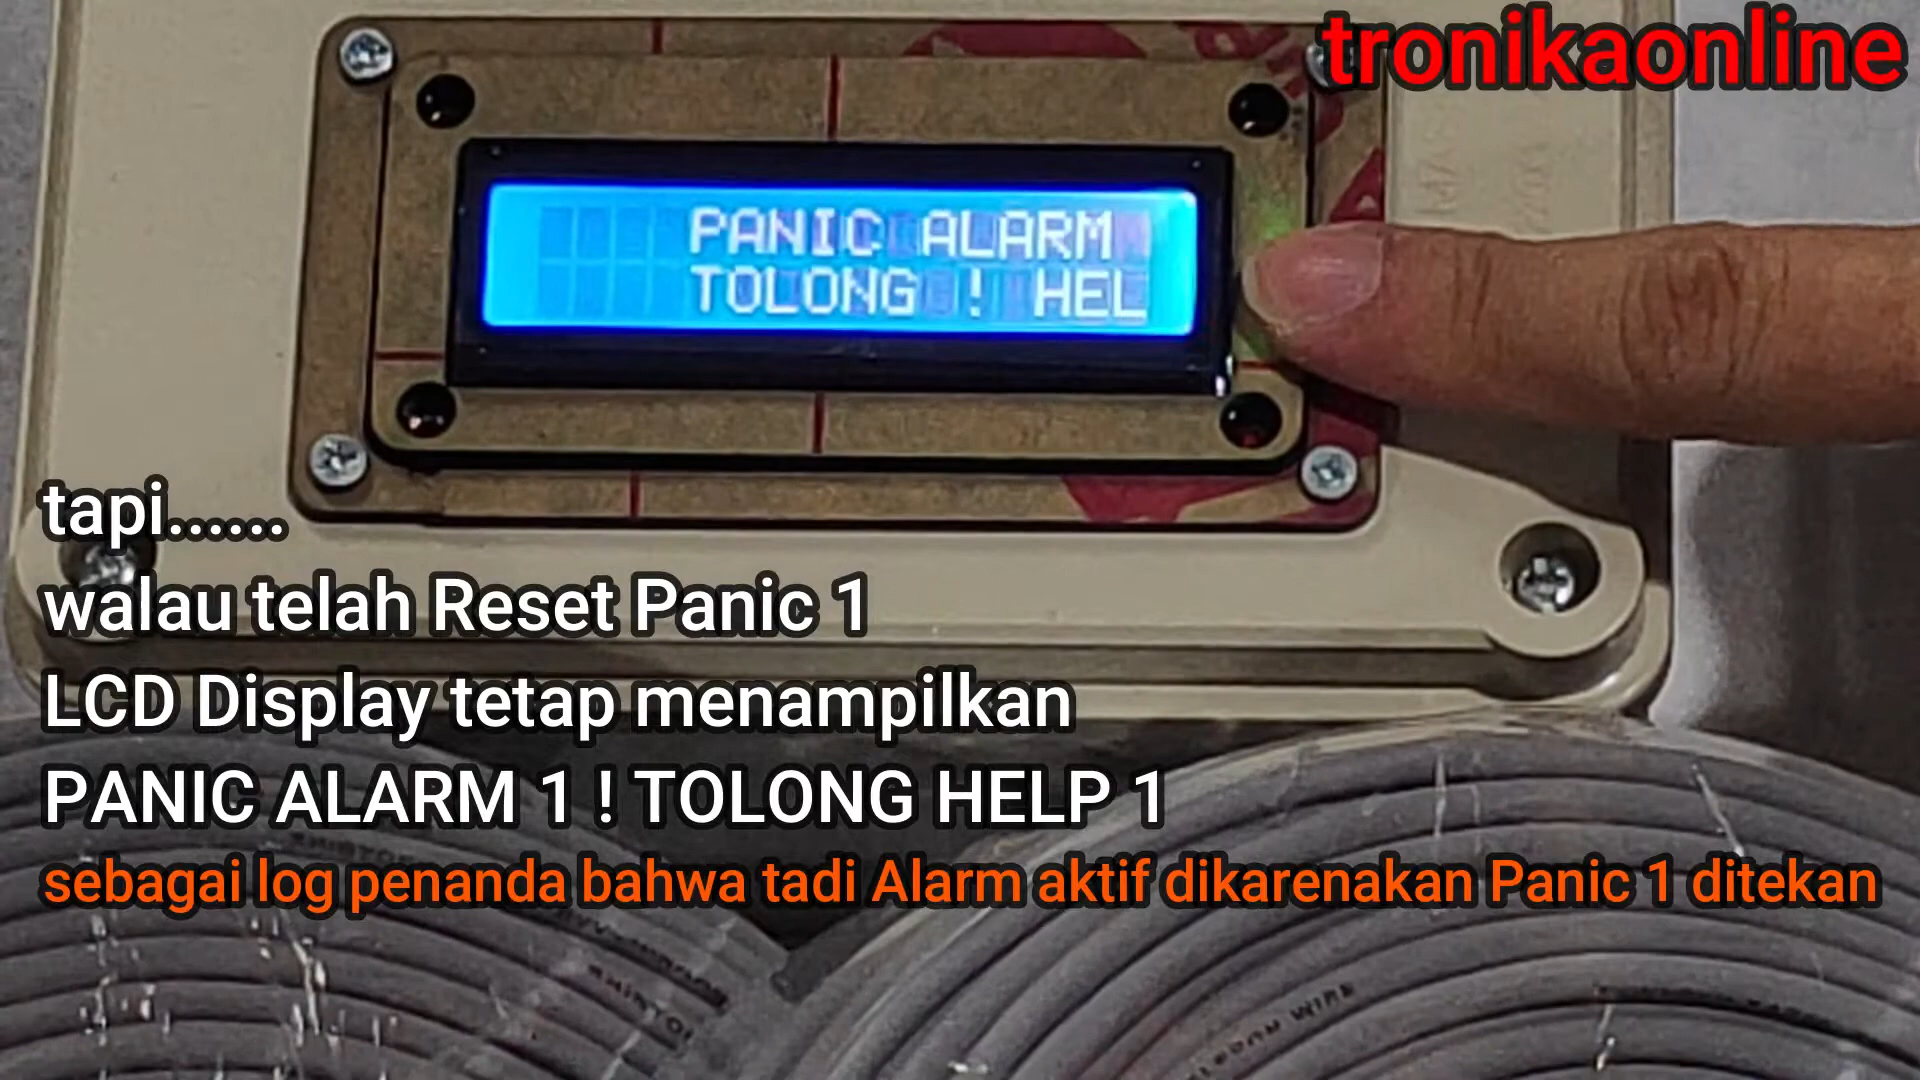 tronikaonline
PANIC ALARM
TOLONG ! HEL
tapi......
walau telah Reset Panic 1
LCD Display tetap menampilkan
PANIC ALARM 1 ! TOLONG HELP 1
sebagai log penanda bahwa tadi Alarm aktif dikarenakan Panic 1 ditekan
WIRE